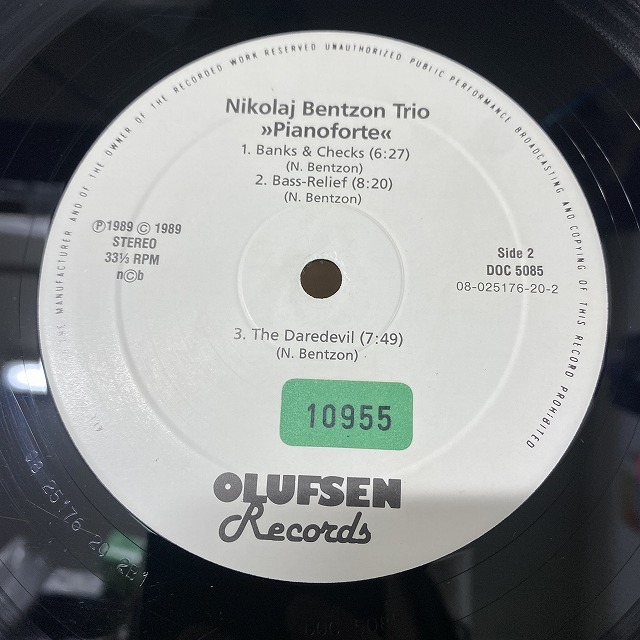 THE MANUFACTURER AND OF THE OWNER OF THE RECORDED WORK RESERVED UNAUTHORIZED PUBLIC PERFORMANCE BROADCASTING AND COPYING OF THIS RECORD PROHIBITED
Nikolaj Bentzon Trio
»Pianoforte«
1. Banks & Checks (6:27)
(N. Bentzon)
2. Bass-Relief (8:20)
(N. Bentzon)
Ⓟ 1989 © 1989
STEREO
33⅓ RPM
n©b
Side 2
DOC 5085
08-025176-20-2
3. The Daredevil (7:49)
(N. Bentzon)
10955
OLUFSEN
Records
25176 20